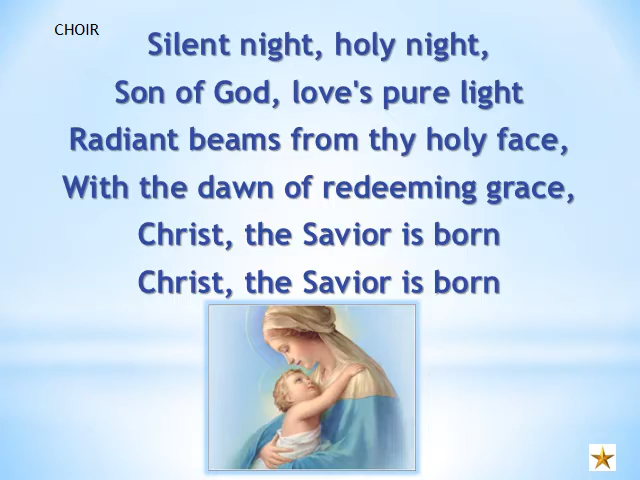 CHOIR
Silent night, holy night,
Son of God, love's pure light
Radiant beams from thy holy face,
With the dawn of redeeming grace,
Christ, the Savior is born
Christ, the Savior is born